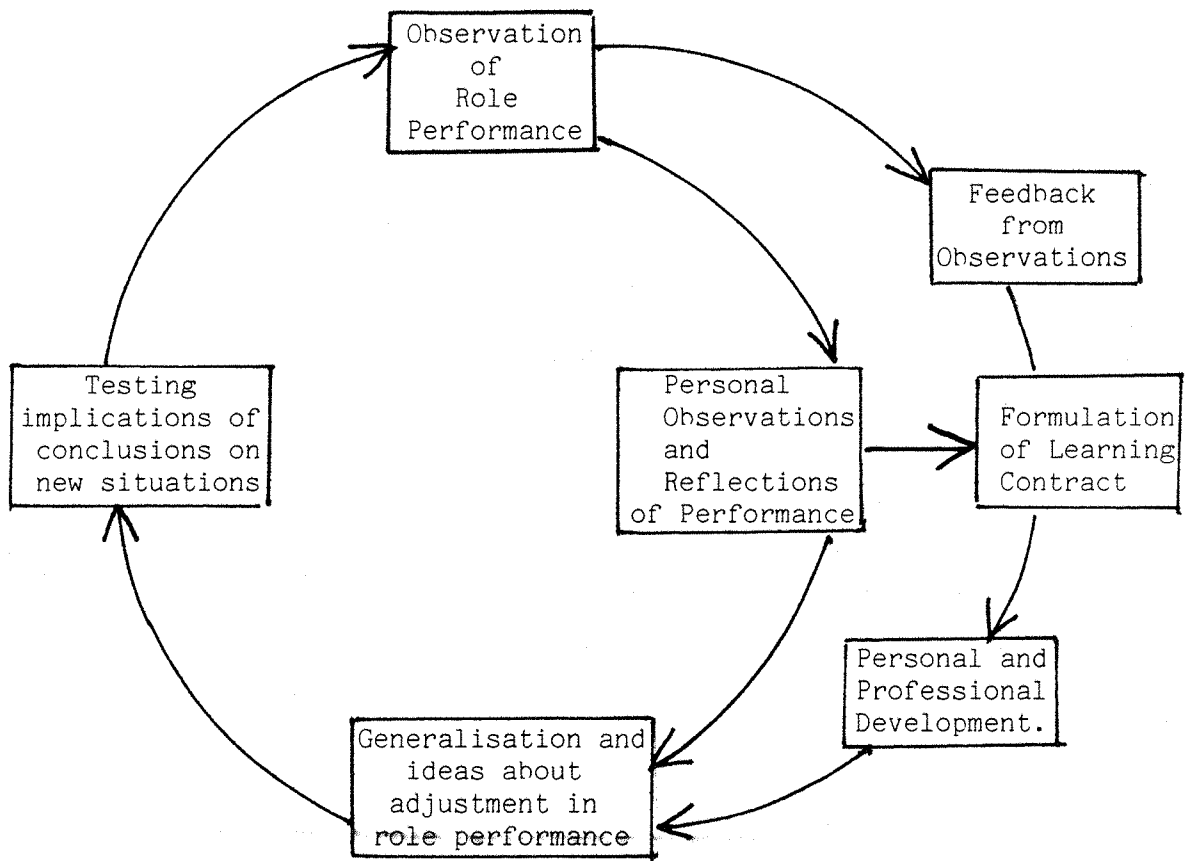 Observation
of
Role
Performance
Feedback
from
Observations
Testing
implications of
conclusions on
new situations
Personal
Observations
and
Reflections
of Performance
Formulation
of Learning
Contract
Personal and
Professional
Development.
Generalisation and
ideas about
adjustment in
role performance